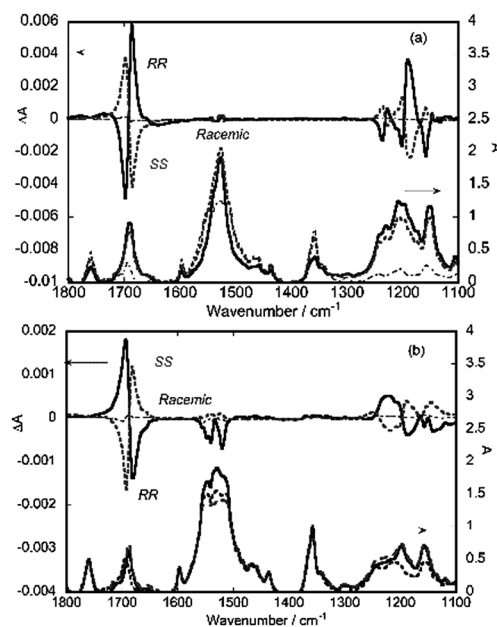 0.006
0.004
0.002
0
-0.002
-0.004
-0.006
-0.008
-0.01
ΔA
(a)
RR
SS
Racemic
4
3.5
3
2.5
2
1.5
1
0.5
0
A
1800 1700 1600 1500 1400 1300 1200 1100
Wavenumber / cm⁻¹
0.002
0.001
0
-0.001
-0.002
-0.003
-0.004
ΔA
(b)
SS
Racemic
RR
4
3.5
3
2.5
2
1.5
1
0.5
0
A
1800 1700 1600 1500 1400 1300 1200 1100
Wavenumber / cm⁻¹